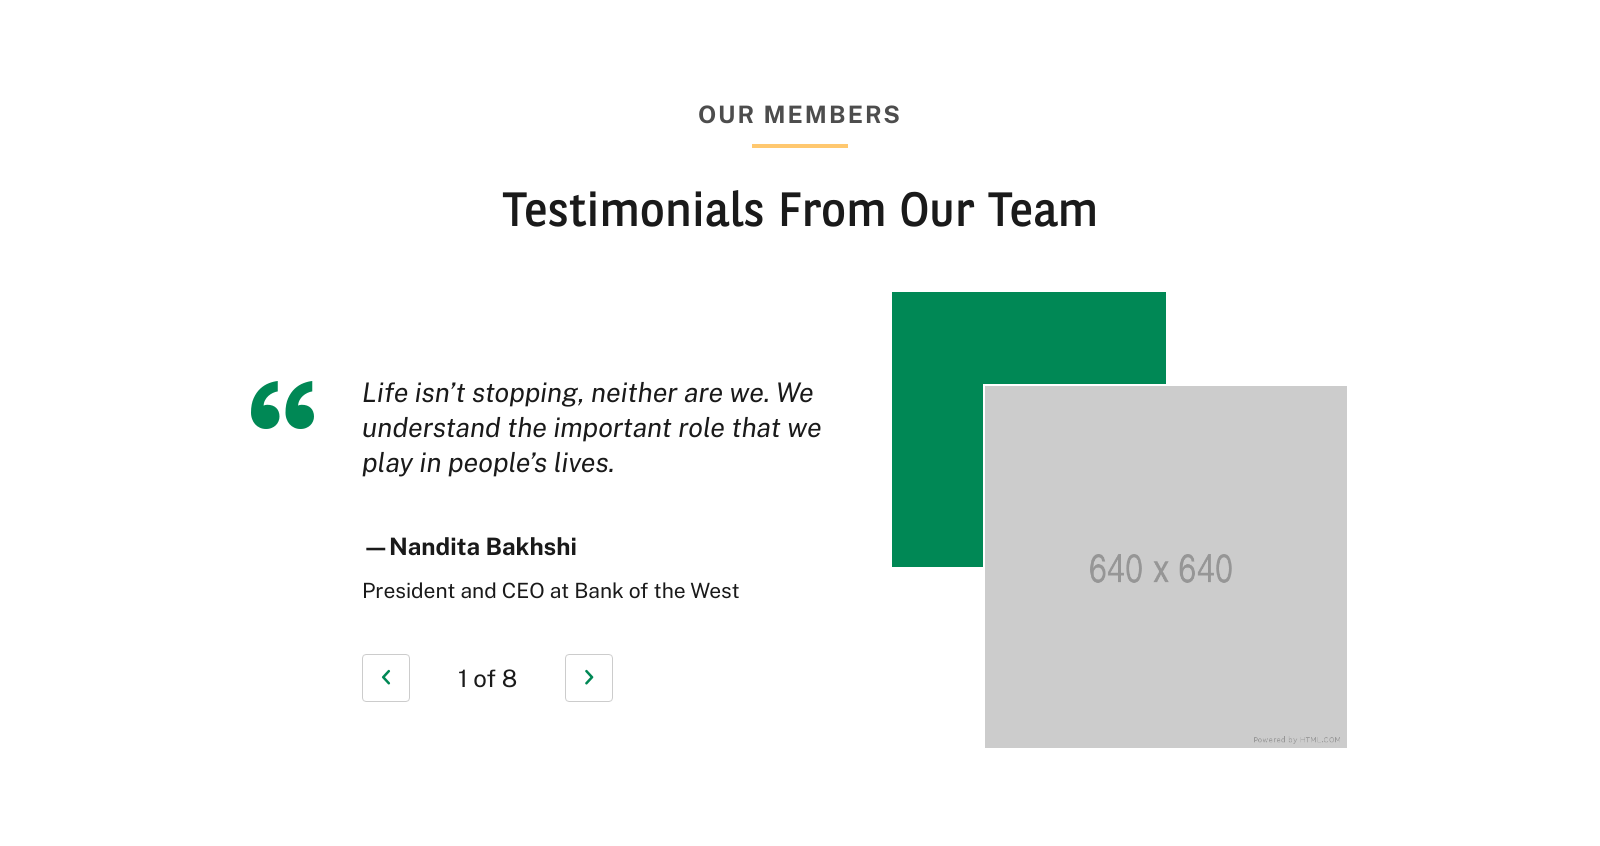 OUR MEMBERS
Testimonials From Our Team
“
Life isn’t stopping, neither are we. We
understand the important role that we
play in people’s lives.
—Nandita Bakhshi
President and CEO at Bank of the West
1 of 8
640 x 640
Powered by HTML.COM